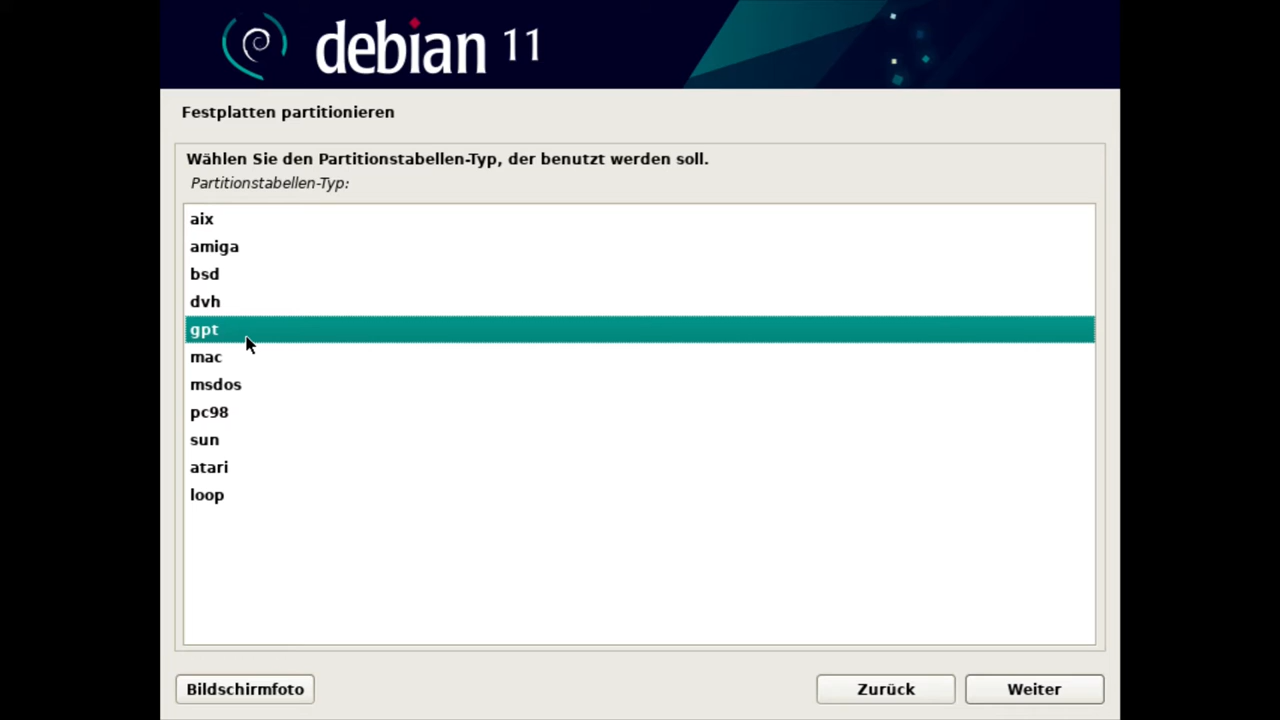 debian 11
Festplatten partitionieren
Wählen Sie den Partitionstabellen-Typ, der benutzt werden soll.
Partitionstabellen-Typ:
aix
amiga
bsd
dvh
gpt
mac
msdos
pc98
sun
atari
loop
Bildschirmfoto
Zurück
Weiter